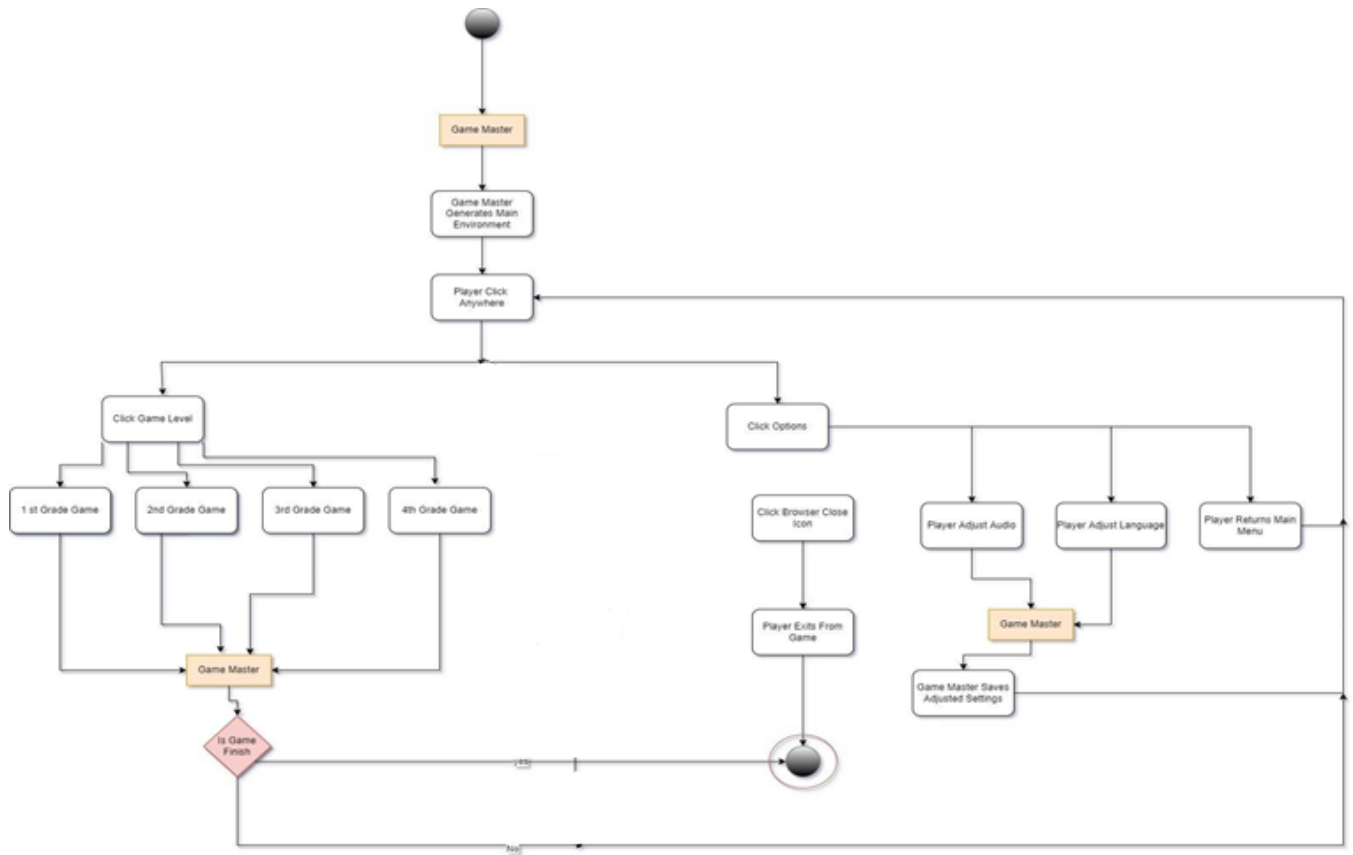 Game Master
Game Master
Generates Main
Environment
Player Click
Anywhere
Click Game Level
Click Options
1 st Grade Game
2nd Grade Game
3rd Grade Game
4th Grade Game
Click Browser Close
Icon
Player Adjust Audio
Player Adjust Language
Player Returns Main
Menu
Player Exits From
Game
Game Master
Game Master
Game Master Saves
Adjusted Settings
Is Game
Finish
yes
No